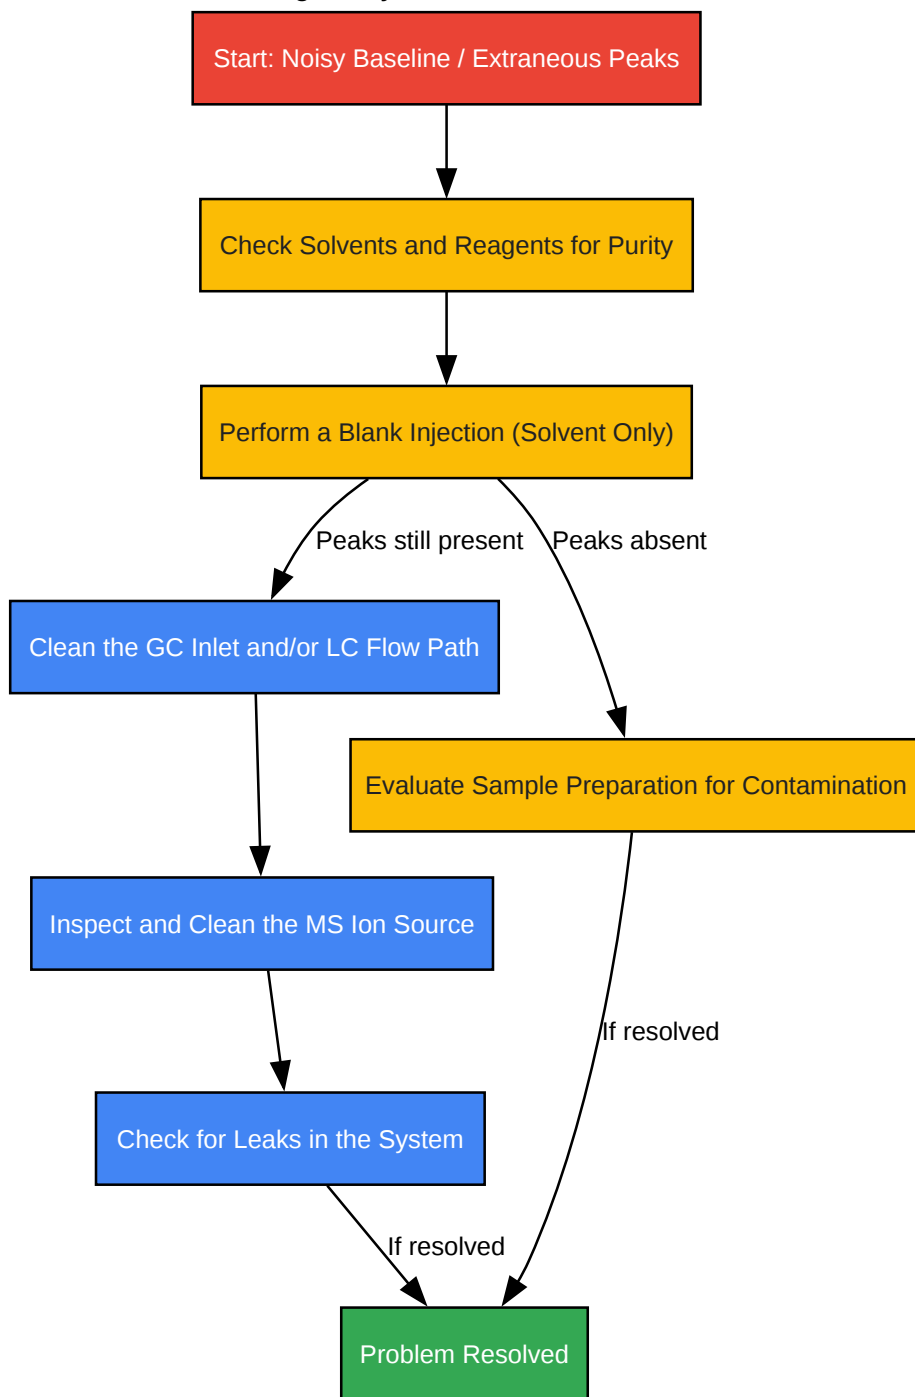 Start: Noisy Baseline / Extraneous Peaks
Check Solvents and Reagents for Purity
Perform a Blank Injection (Solvent Only)
Peaks still present
Peaks absent
Clean the GC Inlet and/or LC Flow Path
Evaluate Sample Preparation for Contamination
Inspect and Clean the MS Ion Source
If resolved
Check for Leaks in the System
If resolved
Problem Resolved